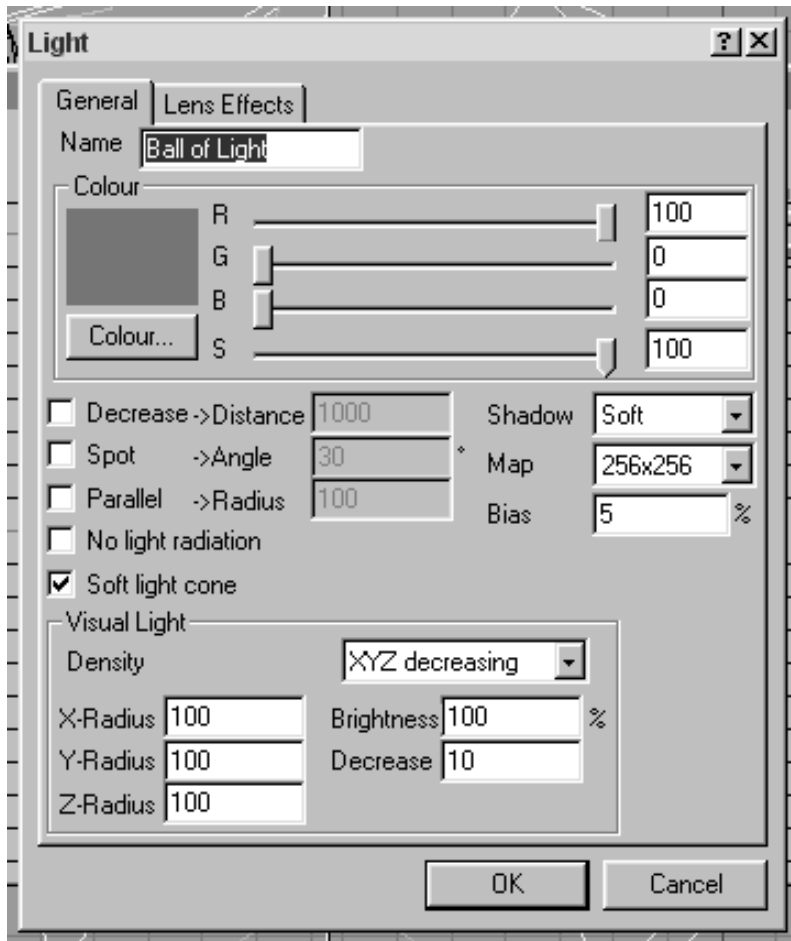 Light
General Lens Effects
Name Ball of Light
Colour
R 100
G 0
B 0
Colour... S 100
Decrease ->Distance 1000 Shadow Soft
Spot ->Angle 30 ° Map 256x256
Parallel ->Radius 100 Bias 5 %
No light radiation
Soft light cone
Visual Light
Density XYZ decreasing
X-Radius 100 Brightness 100 %
Y-Radius 100 Decrease 10
Z-Radius 100
OK Cancel